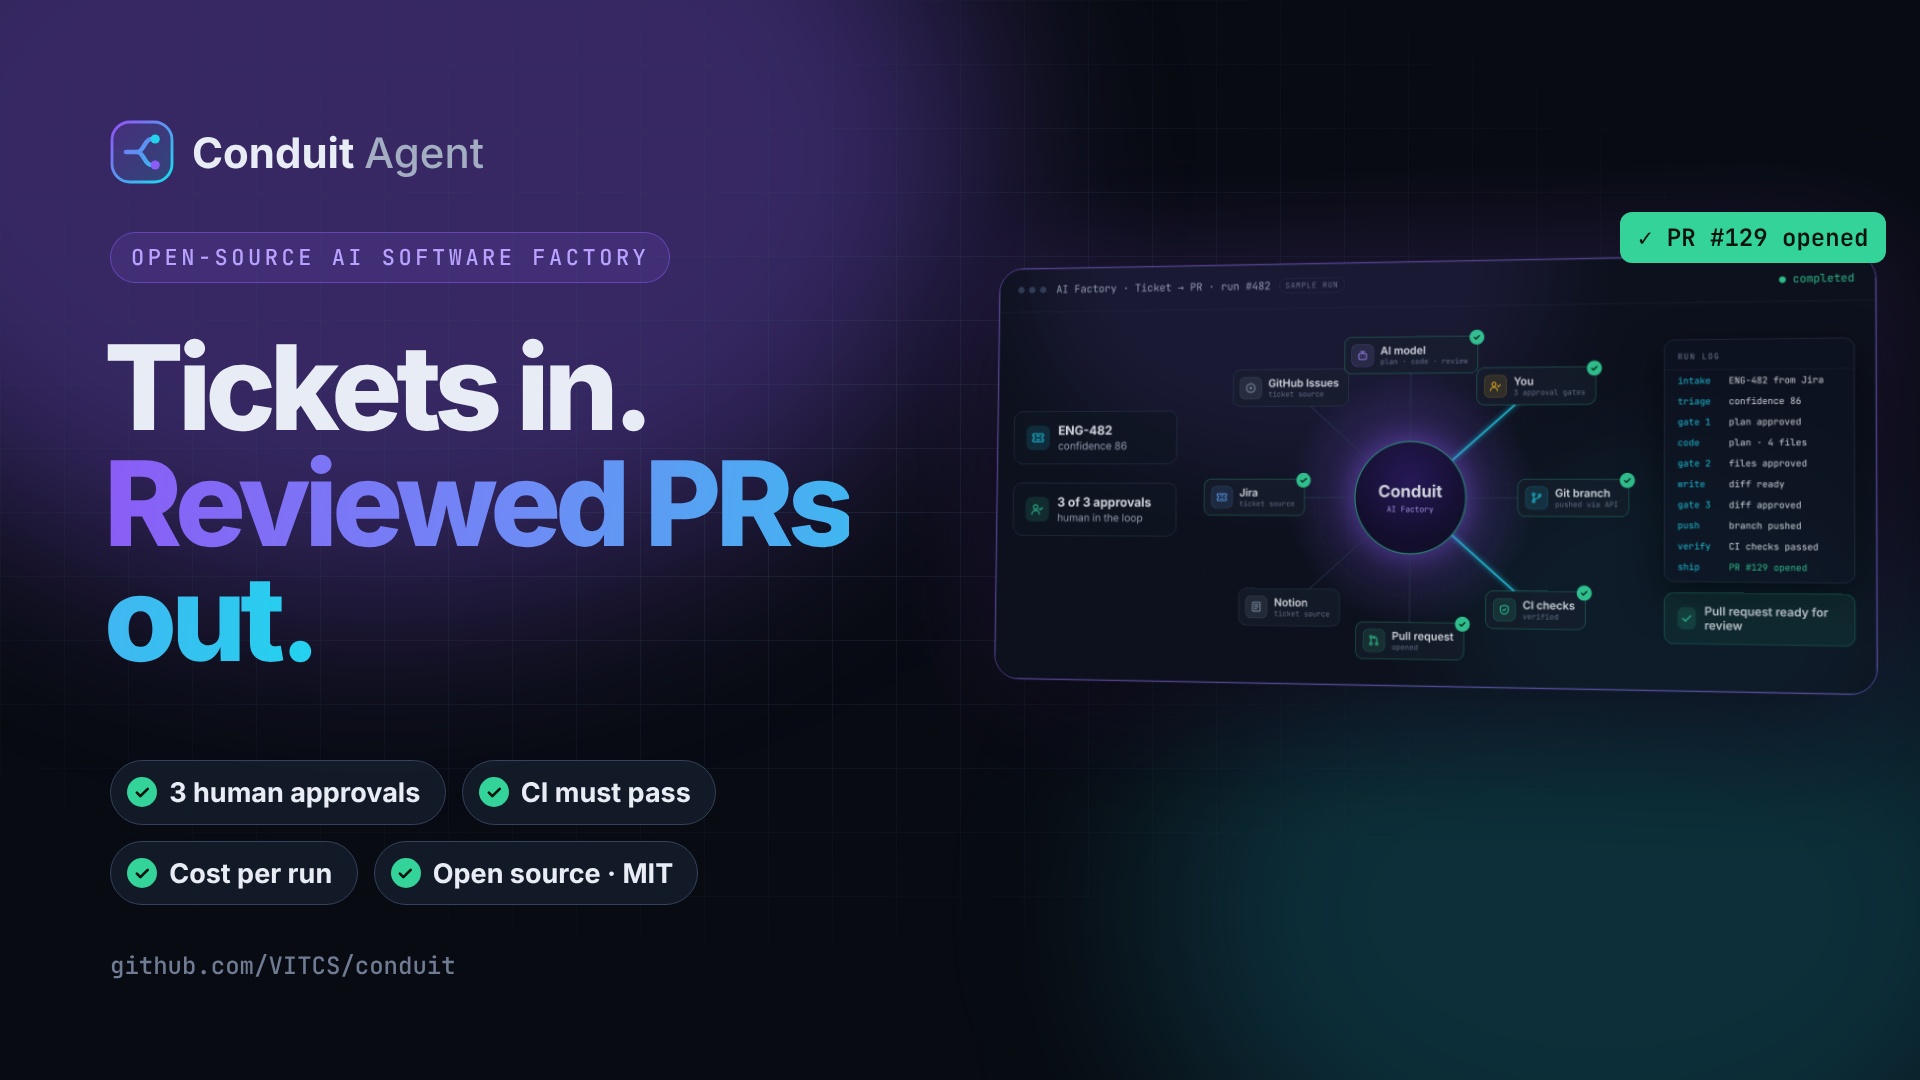 Conduit Agent
OPEN-SOURCE AI SOFTWARE FACTORY
Tickets in.
Reviewed PRs
out.
✓ 3 human approvals
✓ CI must pass
✓ Cost per run
✓ Open source · MIT
github.com/VITCS/conduit
✓ PR #129 opened
AI Factory · Ticket → PR · run #482 SAMPLE RUN
● completed
ENG-482
confidence 86
3 of 3 approvals
human in the loop
AI model
plan · code · review
GitHub Issues
ticket source
You
3 approval gates
Jira
ticket source
Conduit
AI Factory
Git branch
pushed via API
Notion
ticket source
Pull request
opened
CI checks
verified
RUN LOG
intake ENG-482 from Jira
triage confidence 86
gate 1 plan approved
code plan · 4 files
gate 2 files approved
write diff ready
gate 3 diff approved
push branch pushed
verify CI checks passed
ship PR #129 opened
Pull request ready for
review